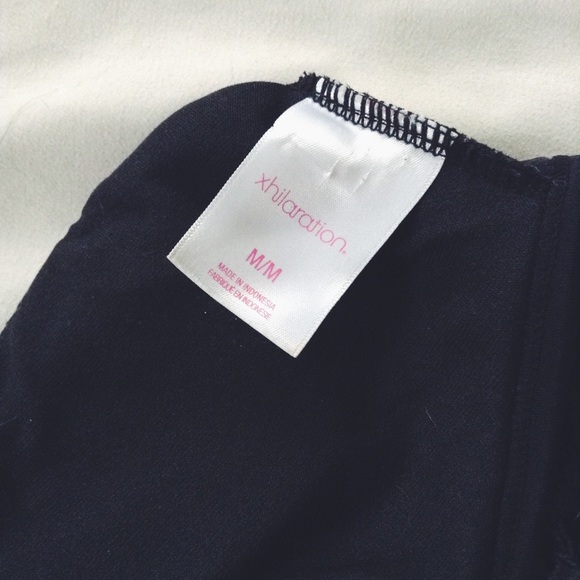 xhilaration.
M/M
MADE IN INDONESIA
FABRIQUE EN INDONESIE